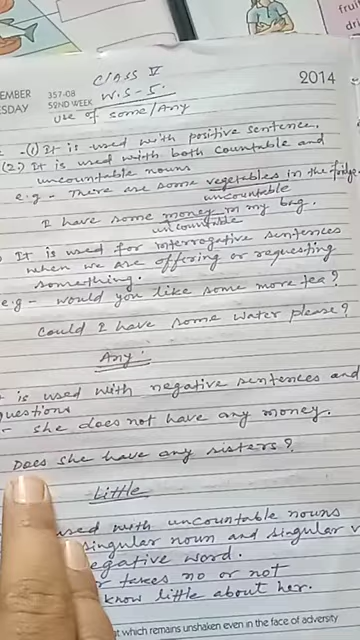 CLASS V
EMBER 357-08 2014
SDAY 52ND WEEK W.S-5.
use of some/Any
-(1) It is used with positive sentence.
(2) It is used with both countable and
uncountable nouns
e.g - There are some vegetables in the fridge.
uncountable
I have some money in my bag.
uncountable
It is used for interrogative sentences
when we are offering or requesting
something.
e.g - would you like some more tea?
Could I have some water please?
Any:
is used with negative sentences and
questions
- she does not have any money.
Does she have any sisters?
Little
used with uncountable nouns
singular noun and singular v
egative word.
takes no or not
know little about her.
t which remains unshaken even in the face of adversity